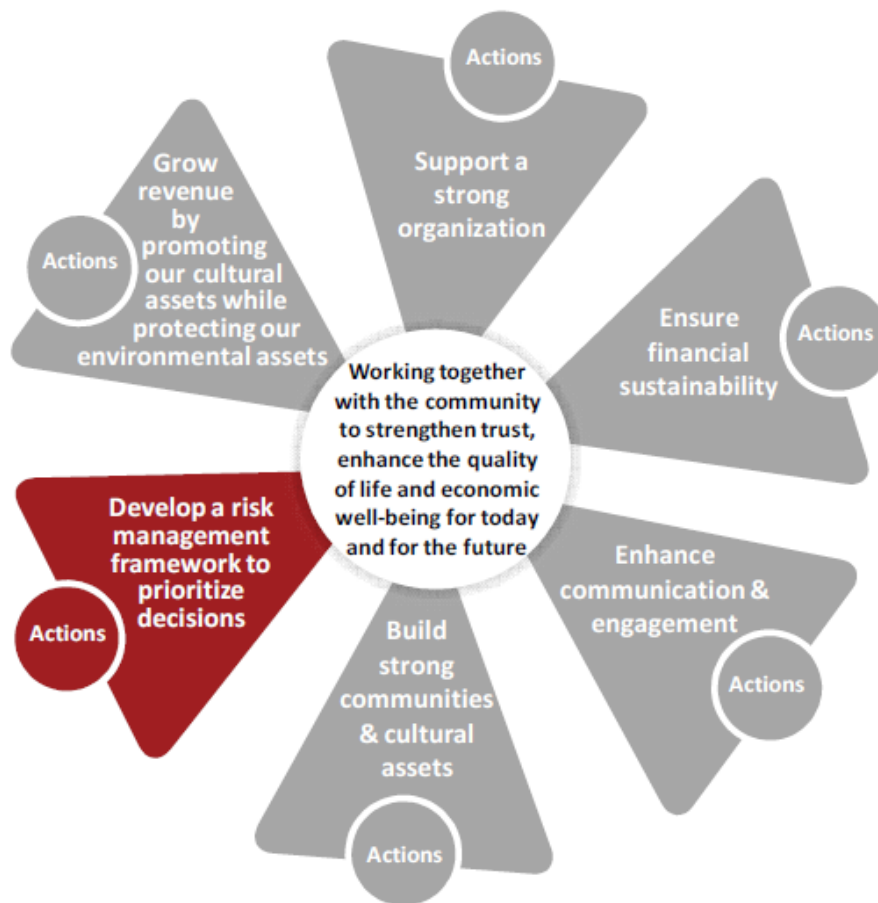 Actions
Support a
strong
organization
Actions
Ensure
financial
sustainability
Actions
Enhance
communication &
engagement
Actions
Build
strong
communities
& cultural
assets
Actions
Develop a risk
management
framework to
prioritize
decisions
Actions
Grow
revenue
by
promoting
our cultural
assets while
protecting our
environmental assets
Working together
with the community
to strengthen trust,
enhance the quality
of life and economic
well-being for today
and for the future